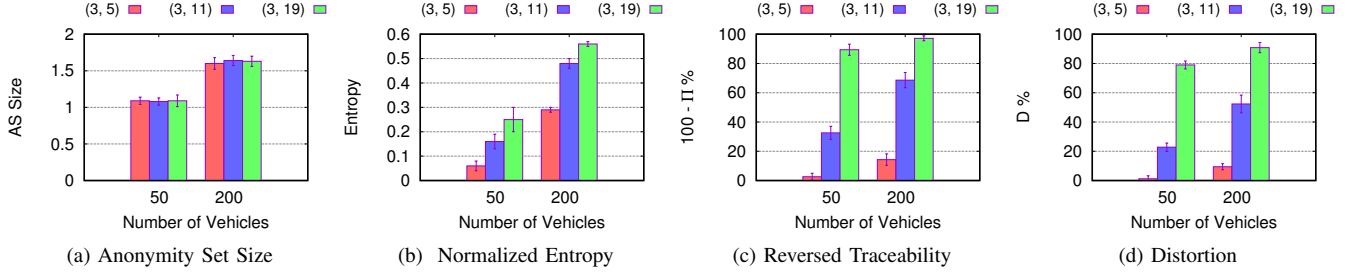 (3, 5) (3, 11) (3, 19)
2
1.5
1
0.5
0
AS Size
50 200
Number of Vehicles
(a) Anonymity Set Size
(3, 5) (3, 11) (3, 19)
0.6
0.5
0.4
0.3
0.2
0.1
0
Entropy
50 200
Number of Vehicles
(b) Normalized Entropy
(3, 5) (3, 11) (3, 19)
100
80
60
40
20
0
100 - Π %
50 200
Number of Vehicles
(c) Reversed Traceability
(3, 5) (3, 11) (3, 19)
100
80
60
40
20
0
D %
50 200
Number of Vehicles
(d) Distortion